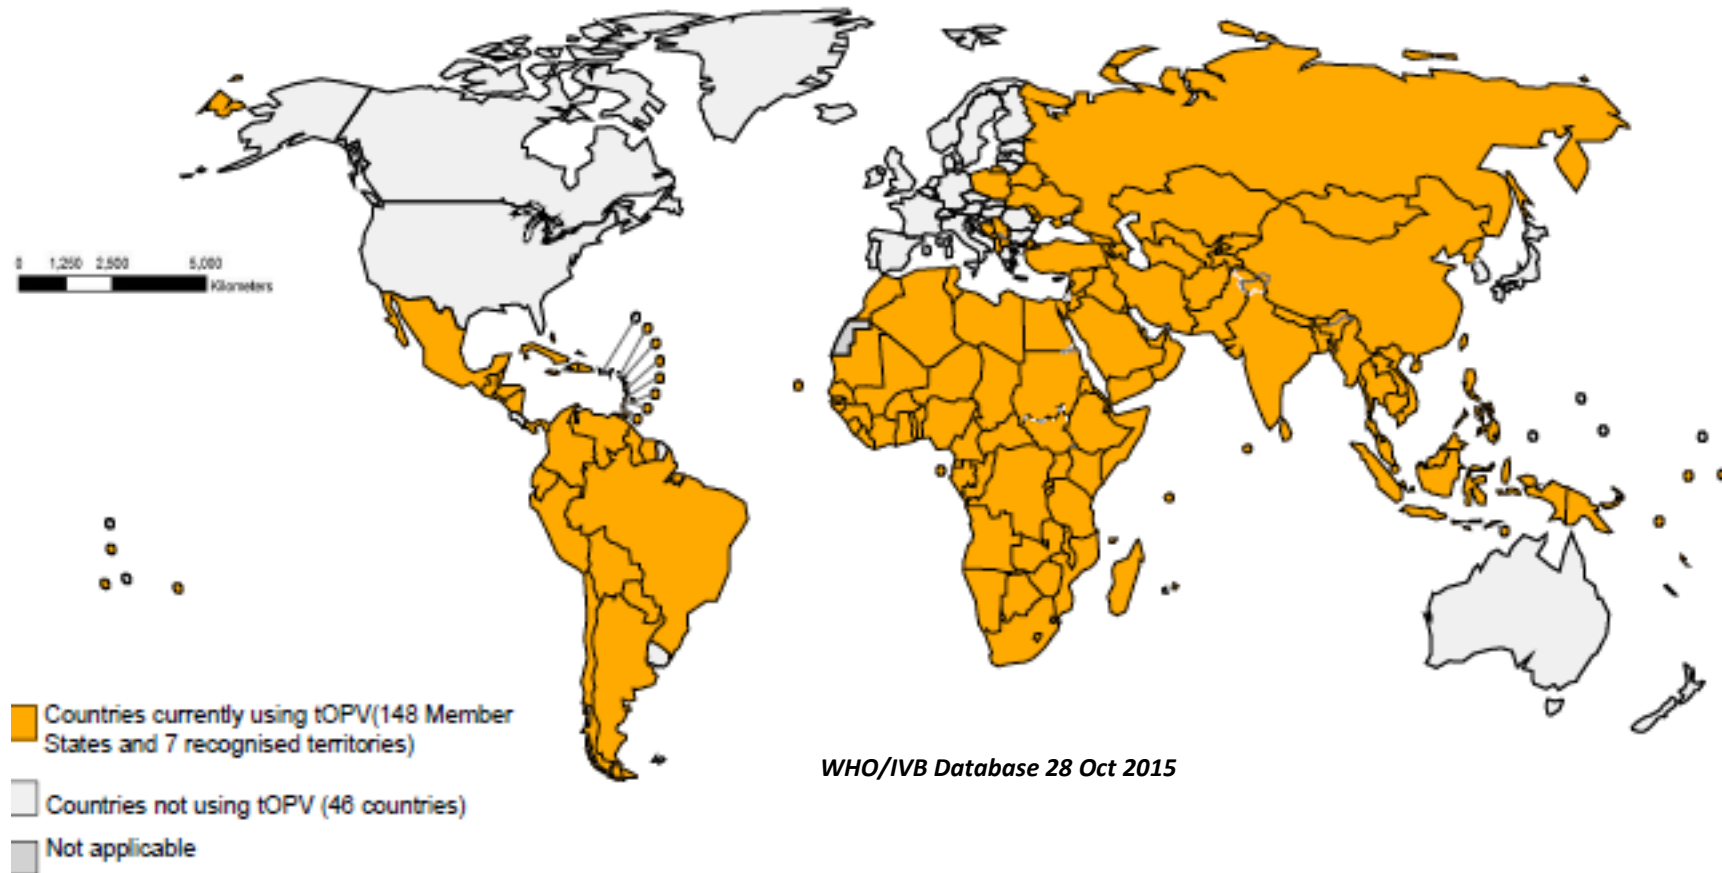 0 1,250 2,500 5,000
Kilometers
Countries currently using tOPV(148 Member
States and 7 recognised territories)
WHO/IVB Database 28 Oct 2015
Countries not using tOPV (46 countries)
Not applicable